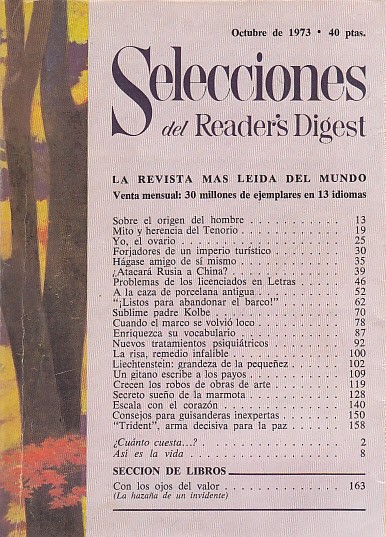 Octubre de 1973 • 40 ptas.
Selecciones
del Reader's Digest
LA REVISTA MAS LEIDA DEL MUNDO
Venta mensual: 30 millones de ejemplares en 13 idiomas
Sobre el origen del hombre . . . . . . . . . . . 13
Mito y herencia del Tenorio . . . . . . . . . . . 19
Yo, el ovario . . . . . . . . . . . 25
Forjadores de un imperio turístico . . . . . . . . . . . 30
Hágase amigo de sí mismo . . . . . . . . . . . 35
¿Atacará Rusia a China? . . . . . . . . . . . 39
Problemas de los licenciados en Letras . . . . . . . 46
A la caza de porcelana antigua . . . . . . . . . . . 52
"¡Listos para abandonar el barco!" . . . . . . . . . . . 62
Sublime padre Kolbe . . . . . . . . . . . 70
Cuando el marco se volvió loco . . . . . . . . . . . 78
Enriquezca su vocabulario . . . . . . . . . . . 87
Nuevos tratamientos psiquiátricos . . . . . . . . . . . 92
La risa, remedio infalible . . . . . . . . . . . 100
Liechtenstein: grandeza de la pequeñez . . . . . . . 102
Un gitano escribe a los payos . . . . . . . . . . . 109
Crecen los robos de obras de arte . . . . . . . . . . . 119
Secreto sueño de la marmota . . . . . . . . . . . 128
Escala con el corazón . . . . . . . . . . . 140
Consejos para guisanderas inexpertas . . . . . . . 150
"Trident", arma decisiva para la paz . . . . . . . 158
¿Cuánto cuesta...? . . . . . . . . . . . 2
Así es la vida . . . . . . . . . . . 8
SECCION DE LIBROS
Con los ojos del valor . . . . . . . . . . . 163
(La hazaña de un invidente)